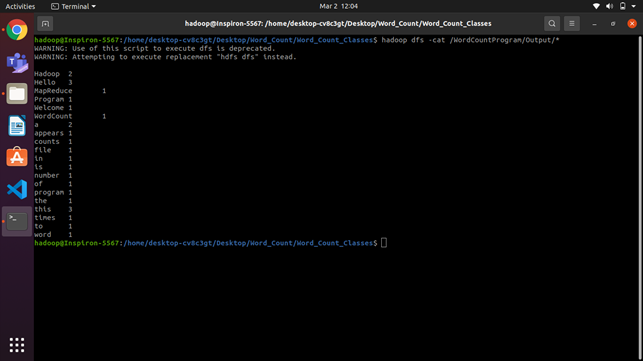 Activities Terminal Mar 2 12:04
hadoop@Inspiron-5567: /home/desktop-cv8c3gt/Desktop/Word_Count/Word_Count_Classes
hadoop@Inspiron-5567:/home/desktop-cv8c3gt/Desktop/Word_Count/Word_Count_Classes$ hadoop dfs -cat /WordCountProgram/Output/*
WARNING: Use of this script to execute dfs is deprecated.
WARNING: Attempting to execute replacement "hdfs dfs" instead.
Hadoop 2
Hello 3
MapReduce 1
Program 1
Welcome 1
WordCount 1
a 2
appears 1
counts 1
file 1
in 1
is 1
number 1
of 1
program 1
the 1
this 3
times 1
to 1
word 1
hadoop@Inspiron-5567:/home/desktop-cv8c3gt/Desktop/Word_Count/Word_Count_Classes$